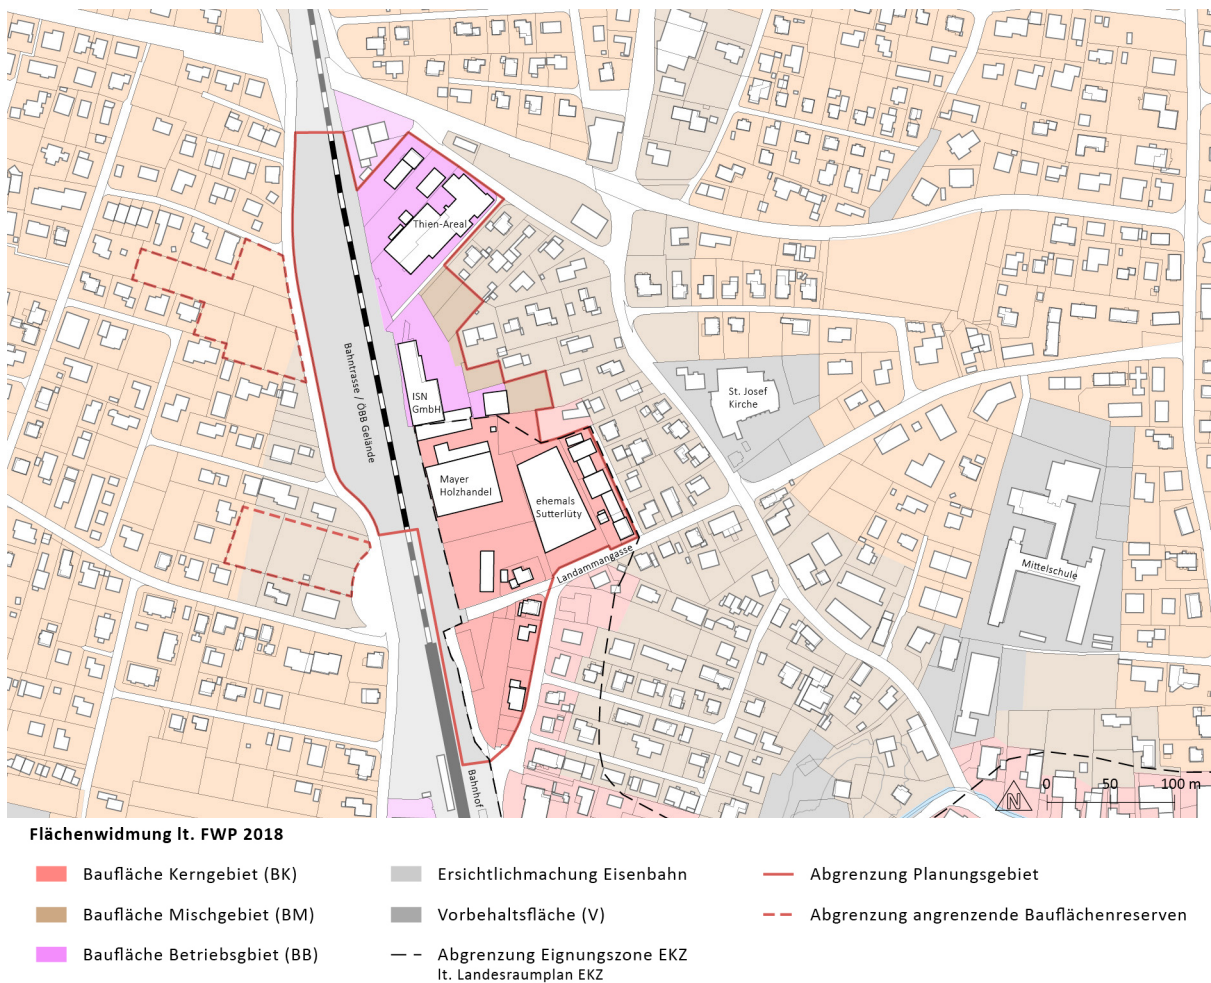 Thien-Areal
Bahntrasse / ÖBB Gelände
ISN
GmbH
St. Josef
Kirche
Mayer
Holzhandel
ehemals
Sutterlüty
Landammangasse
Mittelschule
Bahnhof
N
0 50 100 m
Flächenwidmung lt. FWP 2018
Baufläche Kerngebiet (BK)
Baufläche Mischgebiet (BM)
Baufläche Betriebsgbiet (BB)
Ersichtlichmachung Eisenbahn
Vorbehaltsfläche (V)
Abgrenzung Eignungszone EKZ
lt. Landesraumplan EKZ
Abgrenzung Planungsgebiet
Abgrenzung angrenzende Bauflächenreserven